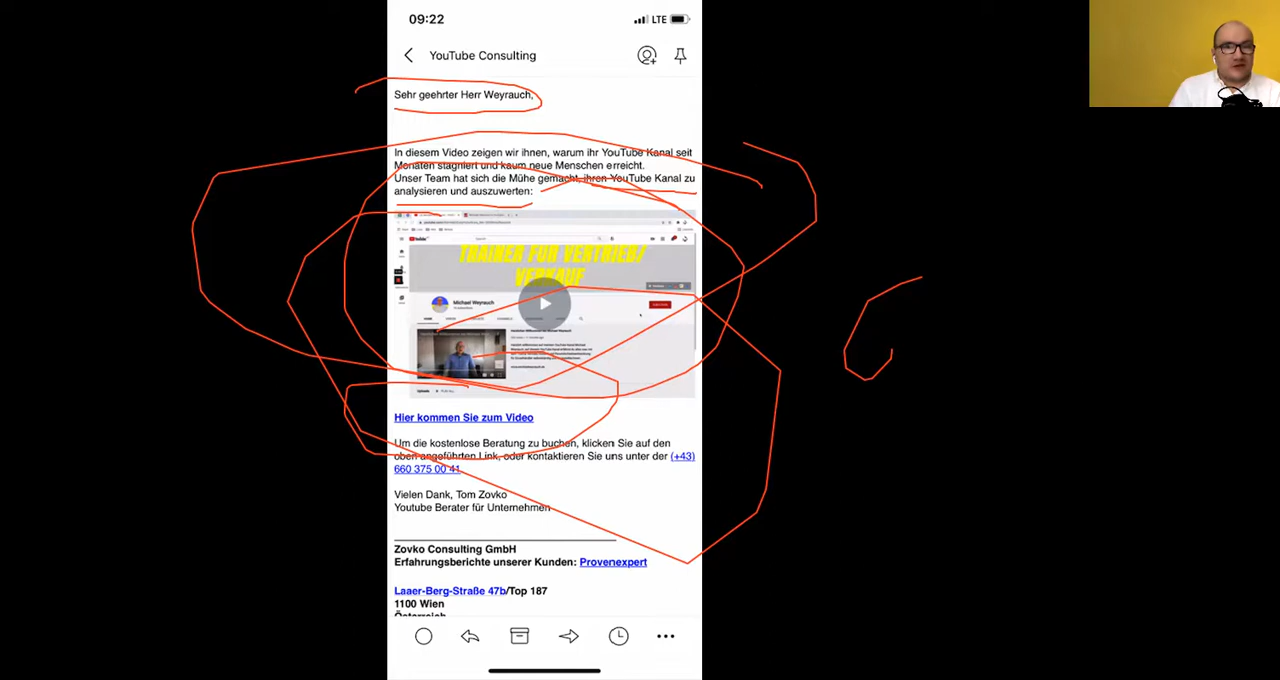 09:22
LTE
YouTube Consulting
Sehr geehrter Herr Weyrauch,
In diesem Video zeigen wir ihnen, warum ihr YouTube Kanal seit
Monaten stagniert und kaum neue Menschen erreicht.
Unser Team hat sich die Mühe gemacht, ihren YouTube Kanal zu
analysieren und auszuwerten:
TRAINER FÜR VERTRIEB/
VERKAUF
Michael Weyrauch
Hier kommen Sie zum Video
Um die kostenlose Beratung zu buchen, klicken Sie auf den
oben angeführten Link, oder kontaktieren Sie uns unter der (+43)
660 375 00 41
Vielen Dank, Tom Zovko
Youtube Berater für Unternehmen
Zovko Consulting GmbH
Erfahrungsberichte unserer Kunden: Provenexpert
Laaer-Berg-Straße 47b/Top 187
1100 Wien
Österreich